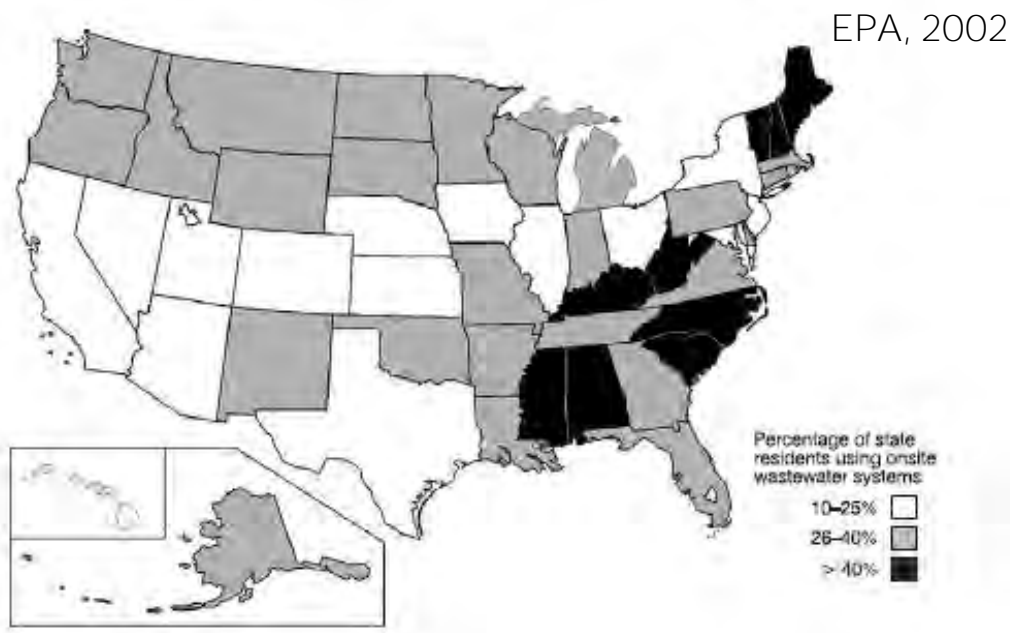 EPA, 2002
Percentage of state
residents using onsite
wastewater systems
10–25%
26–40%
> 40%